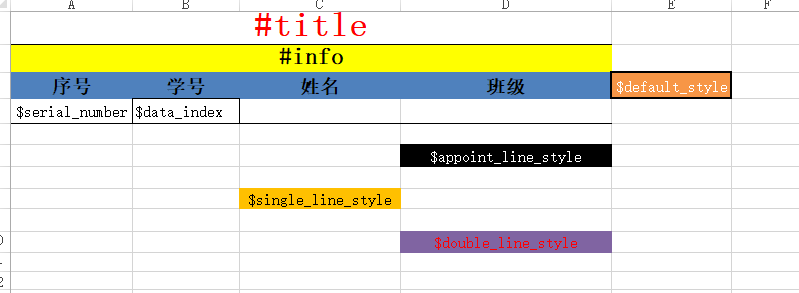 A B C D E F
#title
#info
序号 学号 姓名 班级 $default_style
$serial_number $data_index
$appoint_line_style
$single_line_style
$double_line_style